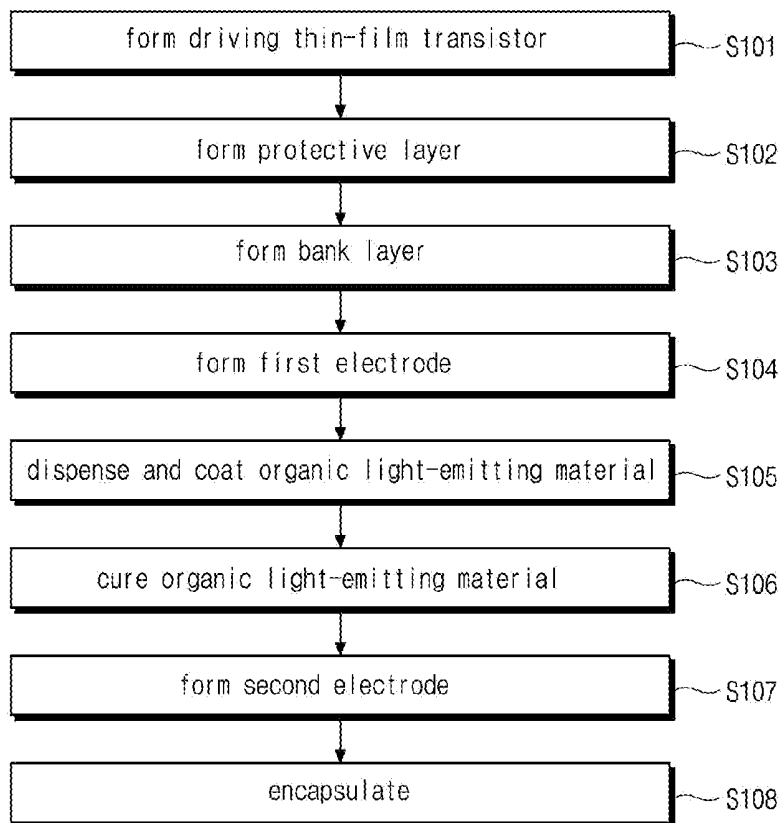 form driving thin-film transistor
S101
form protective layer
S102
form bank layer
S103
form first electrode
S104
dispense and coat organic light-emitting material
S105
cure organic light-emitting material
S106
form second electrode
S107
encapsulate
S108